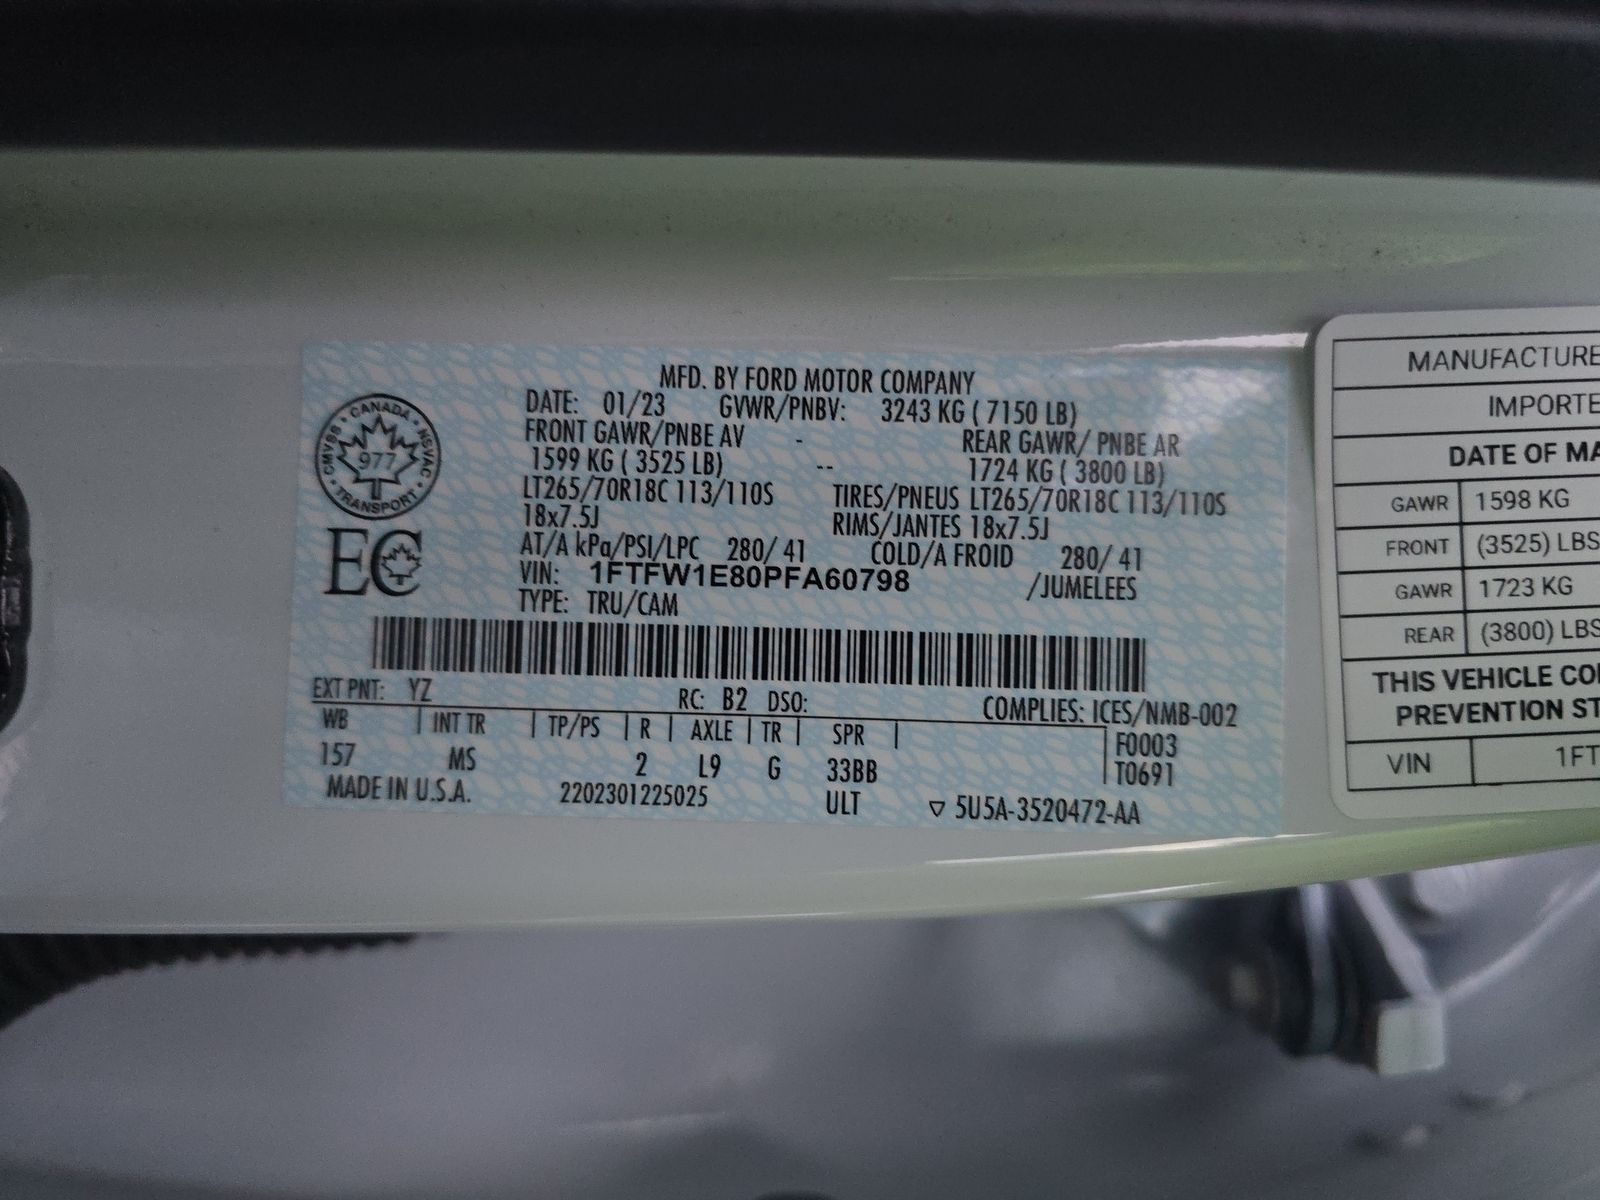 MFD. BY FORD MOTOR COMPANY
DATE: 01/23 GVWR/PNBV: 3243 KG ( 7150 LB)
FRONT GAWR/PNBE AV - REAR GAWR/ PNBE AR
1599 KG ( 3525 LB) -- 1724 KG ( 3800 LB)
LT265/70R18C 113/110S TIRES/PNEUS LT265/70R18C 113/110S
18x7.5J RIMS/JANTES 18x7.5J
AT/A kPa/PSI/LPC 280/ 41 COLD/A FROID 280/ 41
VIN: 1FTFW1E80PFA60798 /JUMELEES
TYPE: TRU/CAM
CANADA · NSVAC · TRANSPORT · CMVSS
977
EC
EXT PNT: YZ RC: B2 DSO: COMPLIES: ICES/NMB-002
WB | INT TR | TP/PS | R | AXLE | TR | SPR | F0003
157 MS 2 L9 G 33BB T0691
MADE IN U.S.A. 2202301225025 ULT ▽ 5U5A-3520472-AA
MANUFACTURE
IMPORTE
DATE OF MA
GAWR 1598 KG
FRONT (3525) LBS
GAWR 1723 KG
REAR (3800) LBS
THIS VEHICLE CO
PREVENTION ST
VIN 1FT